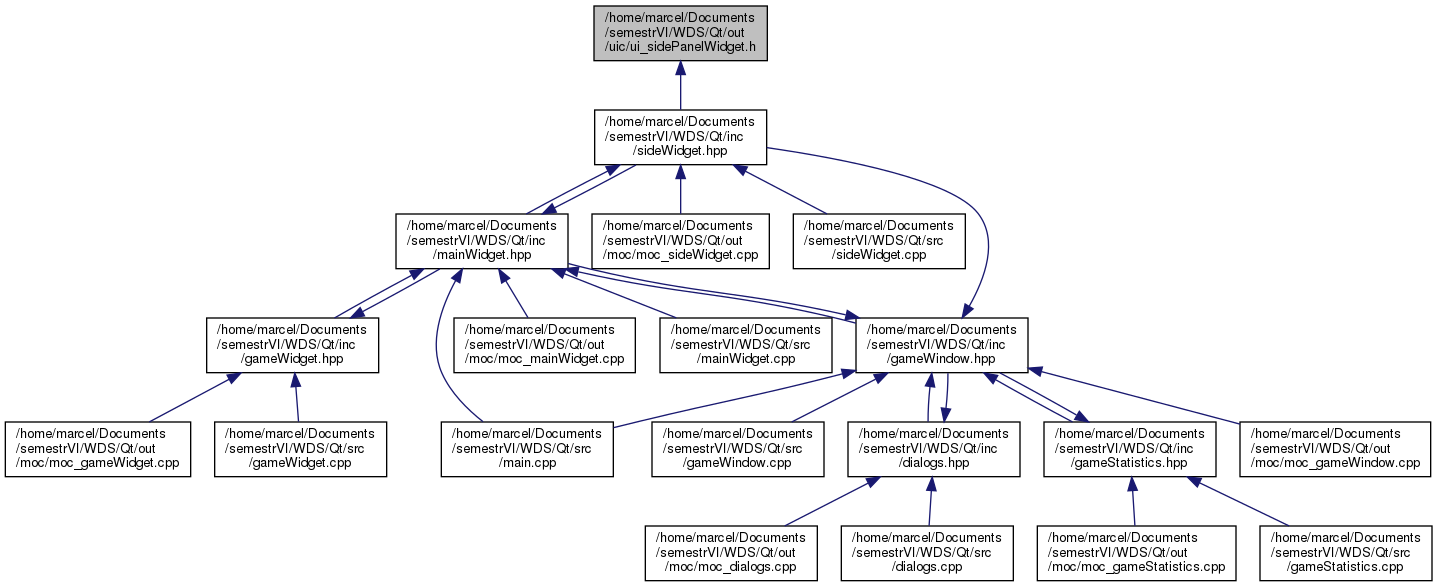 /home/marcel/Documents
/semestrVI/WDS/Qt/out
/uic/ui_sidePanelWidget.h
/home/marcel/Documents
/semestrVI/WDS/Qt/inc
/sideWidget.hpp
/home/marcel/Documents
/semestrVI/WDS/Qt/inc
/mainWidget.hpp
/home/marcel/Documents
/semestrVI/WDS/Qt/out
/moc/moc_sideWidget.cpp
/home/marcel/Documents
/semestrVI/WDS/Qt/src
/sideWidget.cpp
/home/marcel/Documents
/semestrVI/WDS/Qt/inc
/gameWidget.hpp
/home/marcel/Documents
/semestrVI/WDS/Qt/out
/moc/moc_mainWidget.cpp
/home/marcel/Documents
/semestrVI/WDS/Qt/src
/mainWidget.cpp
/home/marcel/Documents
/semestrVI/WDS/Qt/inc
/gameWindow.hpp
/home/marcel/Documents
/semestrVI/WDS/Qt/out
/moc/moc_gameWidget.cpp
/home/marcel/Documents
/semestrVI/WDS/Qt/src
/gameWidget.cpp
/home/marcel/Documents
/semestrVI/WDS/Qt/src
/main.cpp
/home/marcel/Documents
/semestrVI/WDS/Qt/src
/gameWindow.cpp
/home/marcel/Documents
/semestrVI/WDS/Qt/inc
/dialogs.hpp
/home/marcel/Documents
/semestrVI/WDS/Qt/inc
/gameStatistics.hpp
/home/marcel/Documents
/semestrVI/WDS/Qt/out
/moc/moc_gameWindow.cpp
/home/marcel/Documents
/semestrVI/WDS/Qt/out
/moc/moc_dialogs.cpp
/home/marcel/Documents
/semestrVI/WDS/Qt/src
/dialogs.cpp
/home/marcel/Documents
/semestrVI/WDS/Qt/out
/moc/moc_gameStatistics.cpp
/home/marcel/Documents
/semestrVI/WDS/Qt/src
/gameStatistics.cpp